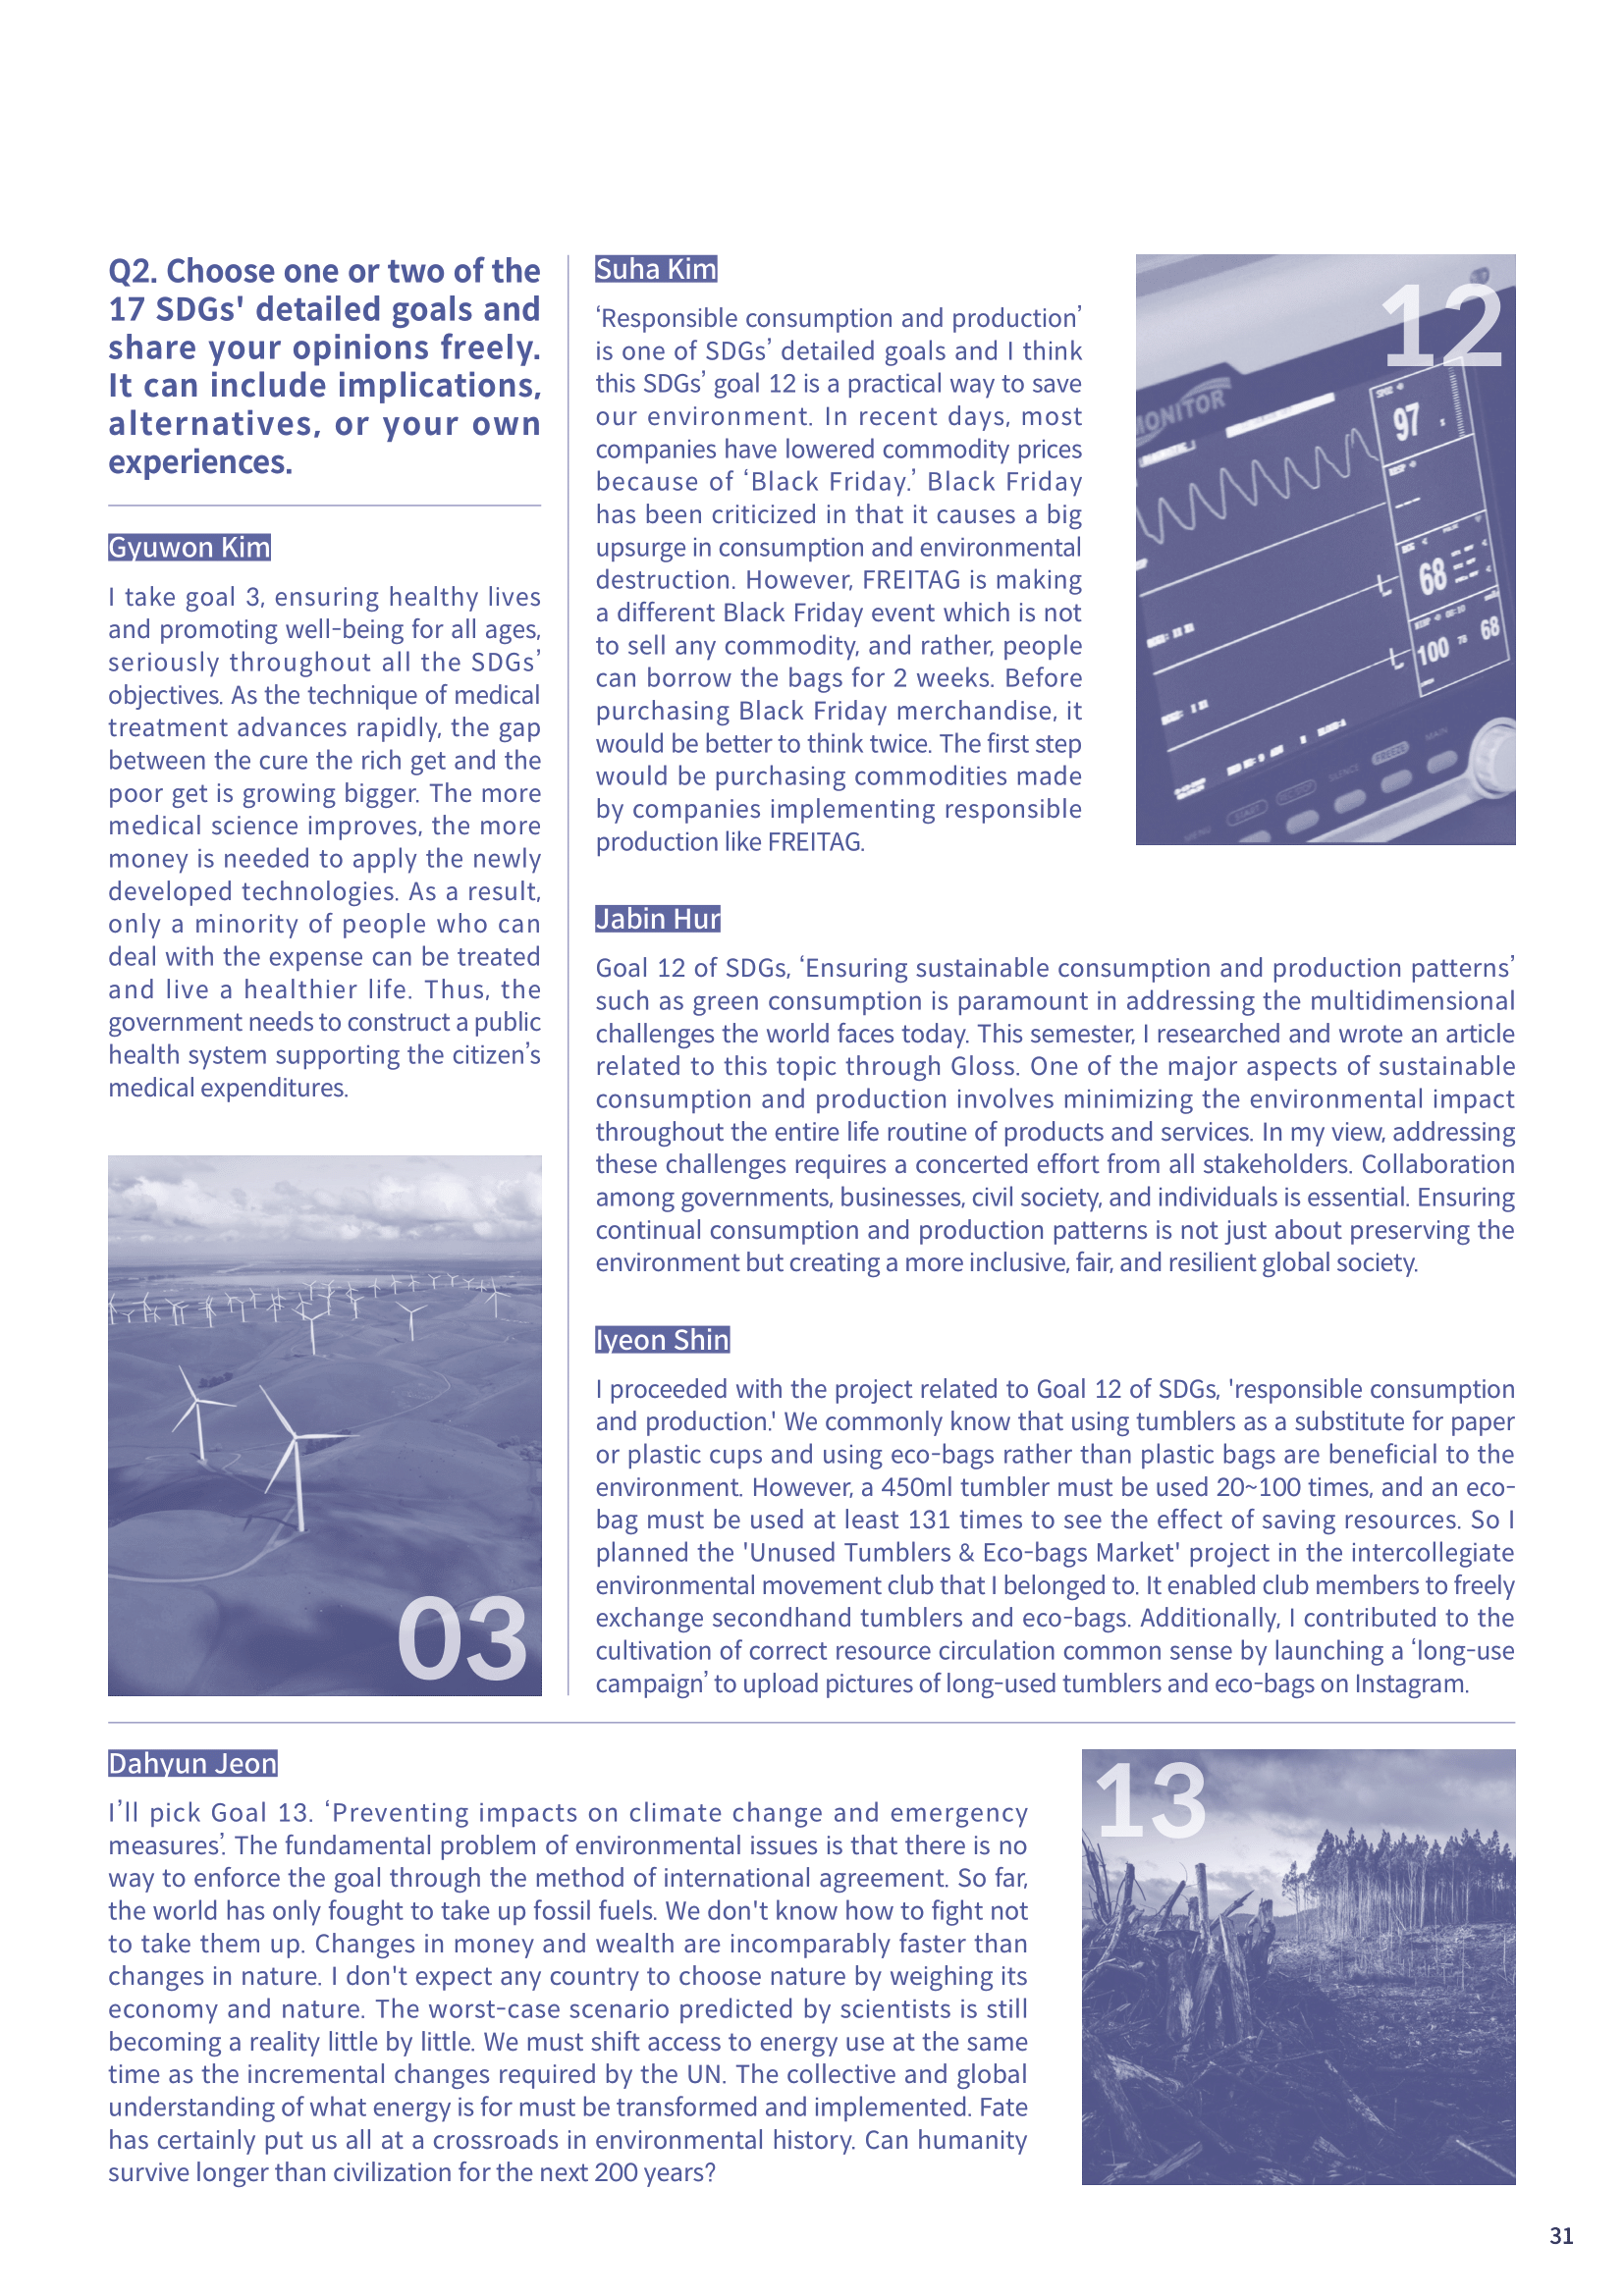 Q2. Choose one or two of the
17 SDGs' detailed goals and
share your opinions freely.
It can include implications,
alternatives, or your own
experiences.
Gyuwon Kim
I take goal 3, ensuring healthy lives
and promoting well-being for all ages,
seriously throughout all the SDGs’
objectives. As the technique of medical
treatment advances rapidly, the gap
between the cure the rich get and the
poor get is growing bigger. The more
medical science improves, the more
money is needed to apply the newly
developed technologies. As a result,
only a minority of people who can
deal with the expense can be treated
and live a healthier life. Thus, the
government needs to construct a public
health system supporting the citizen’s
medical expenditures.
03
Suha Kim
‘Responsible consumption and production’
is one of SDGs’ detailed goals and I think
this SDGs’ goal 12 is a practical way to save
our environment. In recent days, most
companies have lowered commodity prices
because of ‘Black Friday.’ Black Friday
has been criticized in that it causes a big
upsurge in consumption and environmental
destruction. However, FREITAG is making
a different Black Friday event which is not
to sell any commodity, and rather, people
can borrow the bags for 2 weeks. Before
purchasing Black Friday merchandise, it
would be better to think twice. The first step
would be purchasing commodities made
by companies implementing responsible
production like FREITAG.
12
MONITOR
97
68
100 78 68
MENU START SILENCE FREEZE MAIN
Jabin Hur
Goal 12 of SDGs, ‘Ensuring sustainable consumption and production patterns’
such as green consumption is paramount in addressing the multidimensional
challenges the world faces today. This semester, I researched and wrote an article
related to this topic through Gloss. One of the major aspects of sustainable
consumption and production involves minimizing the environmental impact
throughout the entire life routine of products and services. In my view, addressing
these challenges requires a concerted effort from all stakeholders. Collaboration
among governments, businesses, civil society, and individuals is essential. Ensuring
continual consumption and production patterns is not just about preserving the
environment but creating a more inclusive, fair, and resilient global society.
Iyeon Shin
I proceeded with the project related to Goal 12 of SDGs, 'responsible consumption
and production.' We commonly know that using tumblers as a substitute for paper
or plastic cups and using eco-bags rather than plastic bags are beneficial to the
environment. However, a 450ml tumbler must be used 20~100 times, and an eco-
bag must be used at least 131 times to see the effect of saving resources. So I
planned the 'Unused Tumblers & Eco-bags Market' project in the intercollegiate
environmental movement club that I belonged to. It enabled club members to freely
exchange secondhand tumblers and eco-bags. Additionally, I contributed to the
cultivation of correct resource circulation common sense by launching a ‘long-use
campaign’ to upload pictures of long-used tumblers and eco-bags on Instagram.
Dahyun Jeon
I’ll pick Goal 13. ‘Preventing impacts on climate change and emergency
measures’. The fundamental problem of environmental issues is that there is no
way to enforce the goal through the method of international agreement. So far,
the world has only fought to take up fossil fuels. We don't know how to fight not
to take them up. Changes in money and wealth are incomparably faster than
changes in nature. I don't expect any country to choose nature by weighing its
economy and nature. The worst-case scenario predicted by scientists is still
becoming a reality little by little. We must shift access to energy use at the same
time as the incremental changes required by the UN. The collective and global
understanding of what energy is for must be transformed and implemented. Fate
has certainly put us all at a crossroads in environmental history. Can humanity
survive longer than civilization for the next 200 years?
13
31